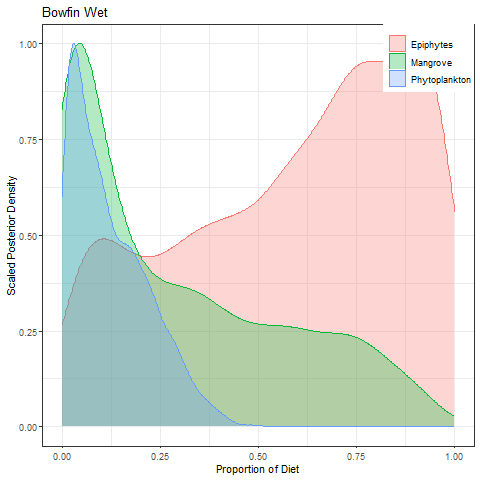 Bowfin Wet
Epiphytes
Mangrove
Phytoplankton
Scaled Posterior Density
1.00
0.75
0.50
0.25
0.00
0.00 0.25 0.50 0.75 1.00
Proportion of Diet